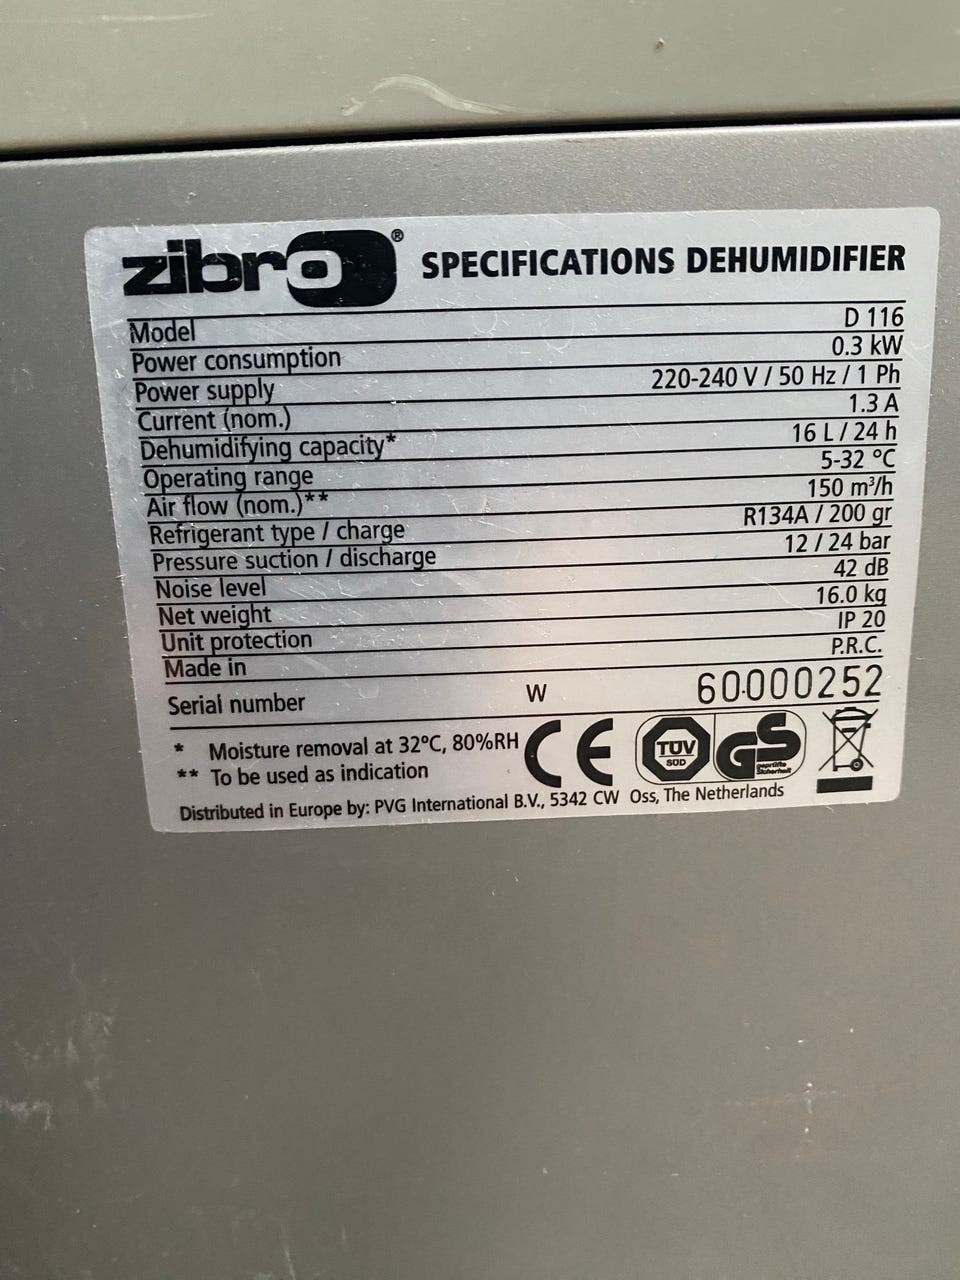 zibro® SPECIFICATIONS DEHUMIDIFIER
Model D 116
Power consumption 0.3 kW
Power supply 220-240 V / 50 Hz / 1 Ph
Current (nom.) 1.3 A
Dehumidifying capacity* 16 L / 24 h
Operating range 5-32 °C
Air flow (nom.)** 150 m³/h
Refrigerant type / charge R134A / 200 gr
Pressure suction / discharge 12 / 24 bar
Noise level 42 dB
Net weight 16.0 kg
Unit protection IP 20
Made in P.R.C.
Serial number W 60000252
* Moisture removal at 32°C, 80%RH
** To be used as indication
CE
TÜV
SÜD
GS
geprüfte
Sicherheit
Distributed in Europe by: PVG International B.V., 5342 CW Oss, The Netherlands